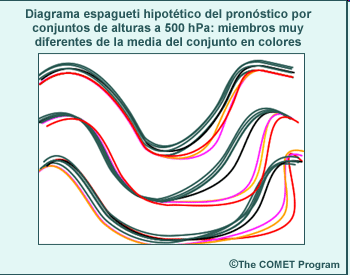 Diagrama espagueti hipotético del pronóstico por
conjuntos de alturas a 500 hPa: miembros muy
diferentes de la media del conjunto en colores
©The COMET Program